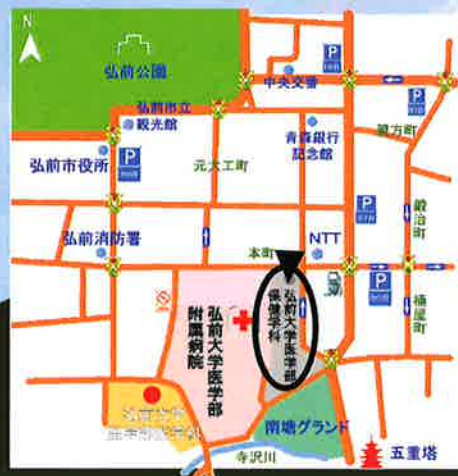 N
弘前公園
P
中央交番
弘前市立
観光館
青森銀行
記念館
親方町
P
弘前市役所
P
元大工町
鍛治町
P
弘前消防署
本町
NTT
P
桶屋町
弘前大学医学部
附属病院
弘前大学医学部
保健学科
南塘グランド
寺沢川
五重塔